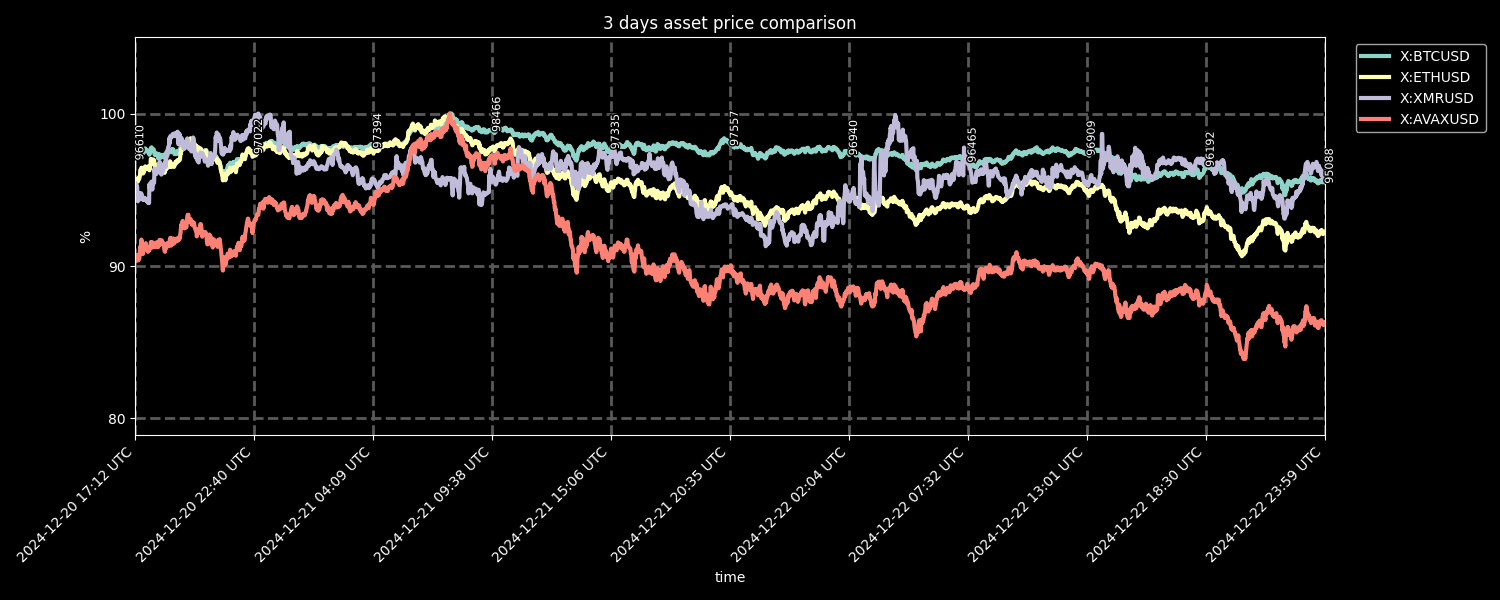 3 days asset price comparison
X:BTCUSD
X:ETHUSD
X:XMRUSD
X:AVAXUSD
100
90
80
%
96610
97022
97394
98466
97335
97557
96940
96465
96909
96192
95088
2024-12-20 17:12 UTC
2024-12-20 22:40 UTC
2024-12-21 04:09 UTC
2024-12-21 09:38 UTC
2024-12-21 15:06 UTC
2024-12-21 20:35 UTC
2024-12-22 02:04 UTC
2024-12-22 07:32 UTC
2024-12-22 13:01 UTC
2024-12-22 18:30 UTC
2024-12-22 23:59 UTC
time